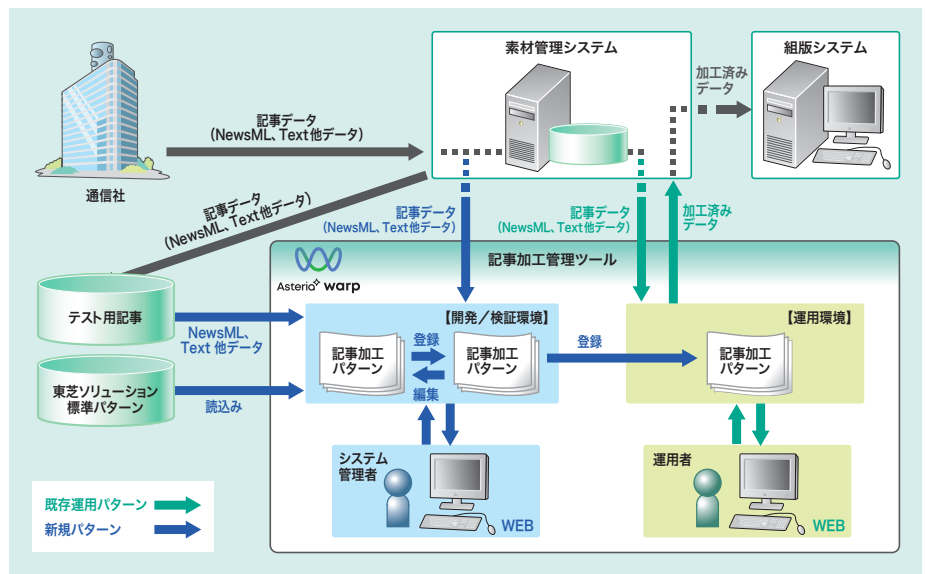 素材管理システム
組版システム
加工済み
データ
記事データ
(NewsML、Text他データ)
通信社
記事データ
(NewsML、Text他データ)
記事データ
(NewsML、Text他データ)
記事データ
(NewsML、Text他データ)
加工済み
データ
Asterio warp
記事加工管理ツール
テスト用記事
NewsML、
Text 他データ
東芝ソリューション
標準パターン
読込み
【開発／検証環境】
記事加工
パターン
登録
編集
記事加工
パターン
登録
【運用環境】
記事加工
パターン
システム
管理者
WEB
運用者
WEB
既存運用パターン
新規パターン